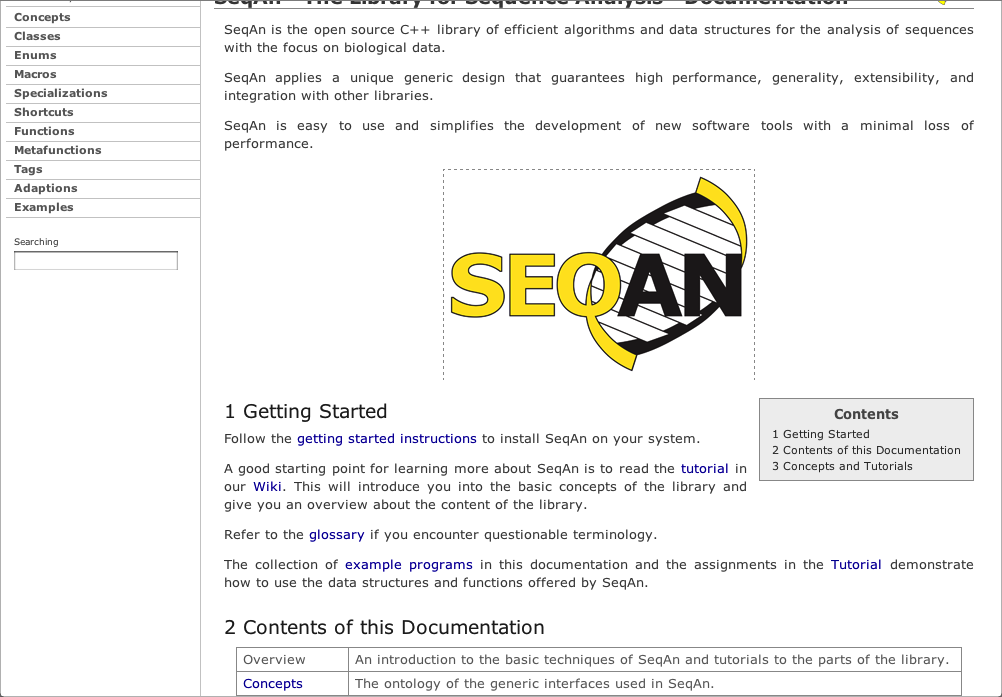 SeqAn - The Library for Sequence Analysis - Documentation
Concepts
Classes
Enums
Macros
Specializations
Shortcuts
Functions
Metafunctions
Tags
Adaptions
Examples
Searching
SeqAn is the open source C++ library of efficient algorithms and data structures for the analysis of sequences
with the focus on biological data.
SeqAn applies a unique generic design that guarantees high performance, generality, extensibility, and
integration with other libraries.
SeqAn is easy to use and simplifies the development of new software tools with a minimal loss of
performance.
SEQAN
1 Getting Started
Follow the getting started instructions to install SeqAn on your system.
A good starting point for learning more about SeqAn is to read the tutorial in
our Wiki. This will introduce you into the basic concepts of the library and
give you an overview about the content of the library.
Refer to the glossary if you encounter questionable terminology.
The collection of example programs in this documentation and the assignments in the Tutorial demonstrate
how to use the data structures and functions offered by SeqAn.
Contents
1 Getting Started
2 Contents of this Documentation
3 Concepts and Tutorials
2 Contents of this Documentation
Overview An introduction to the basic techniques of SeqAn and tutorials to the parts of the library.
Concepts The ontology of the generic interfaces used in SeqAn.